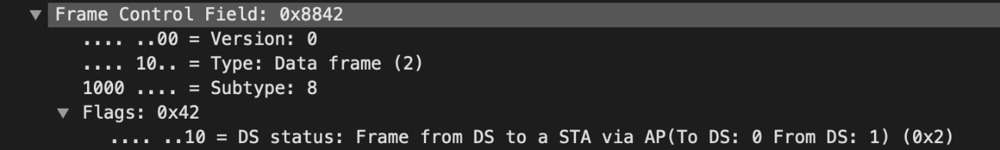 Frame Control Field: 0x8842
.... ..00 = Version: 0
.... 10.. = Type: Data frame (2)
1000 .... = Subtype: 8
Flags: 0x42
.... ..10 = DS status: Frame from DS to a STA via AP(To DS: 0 From DS: 1) (0x2)